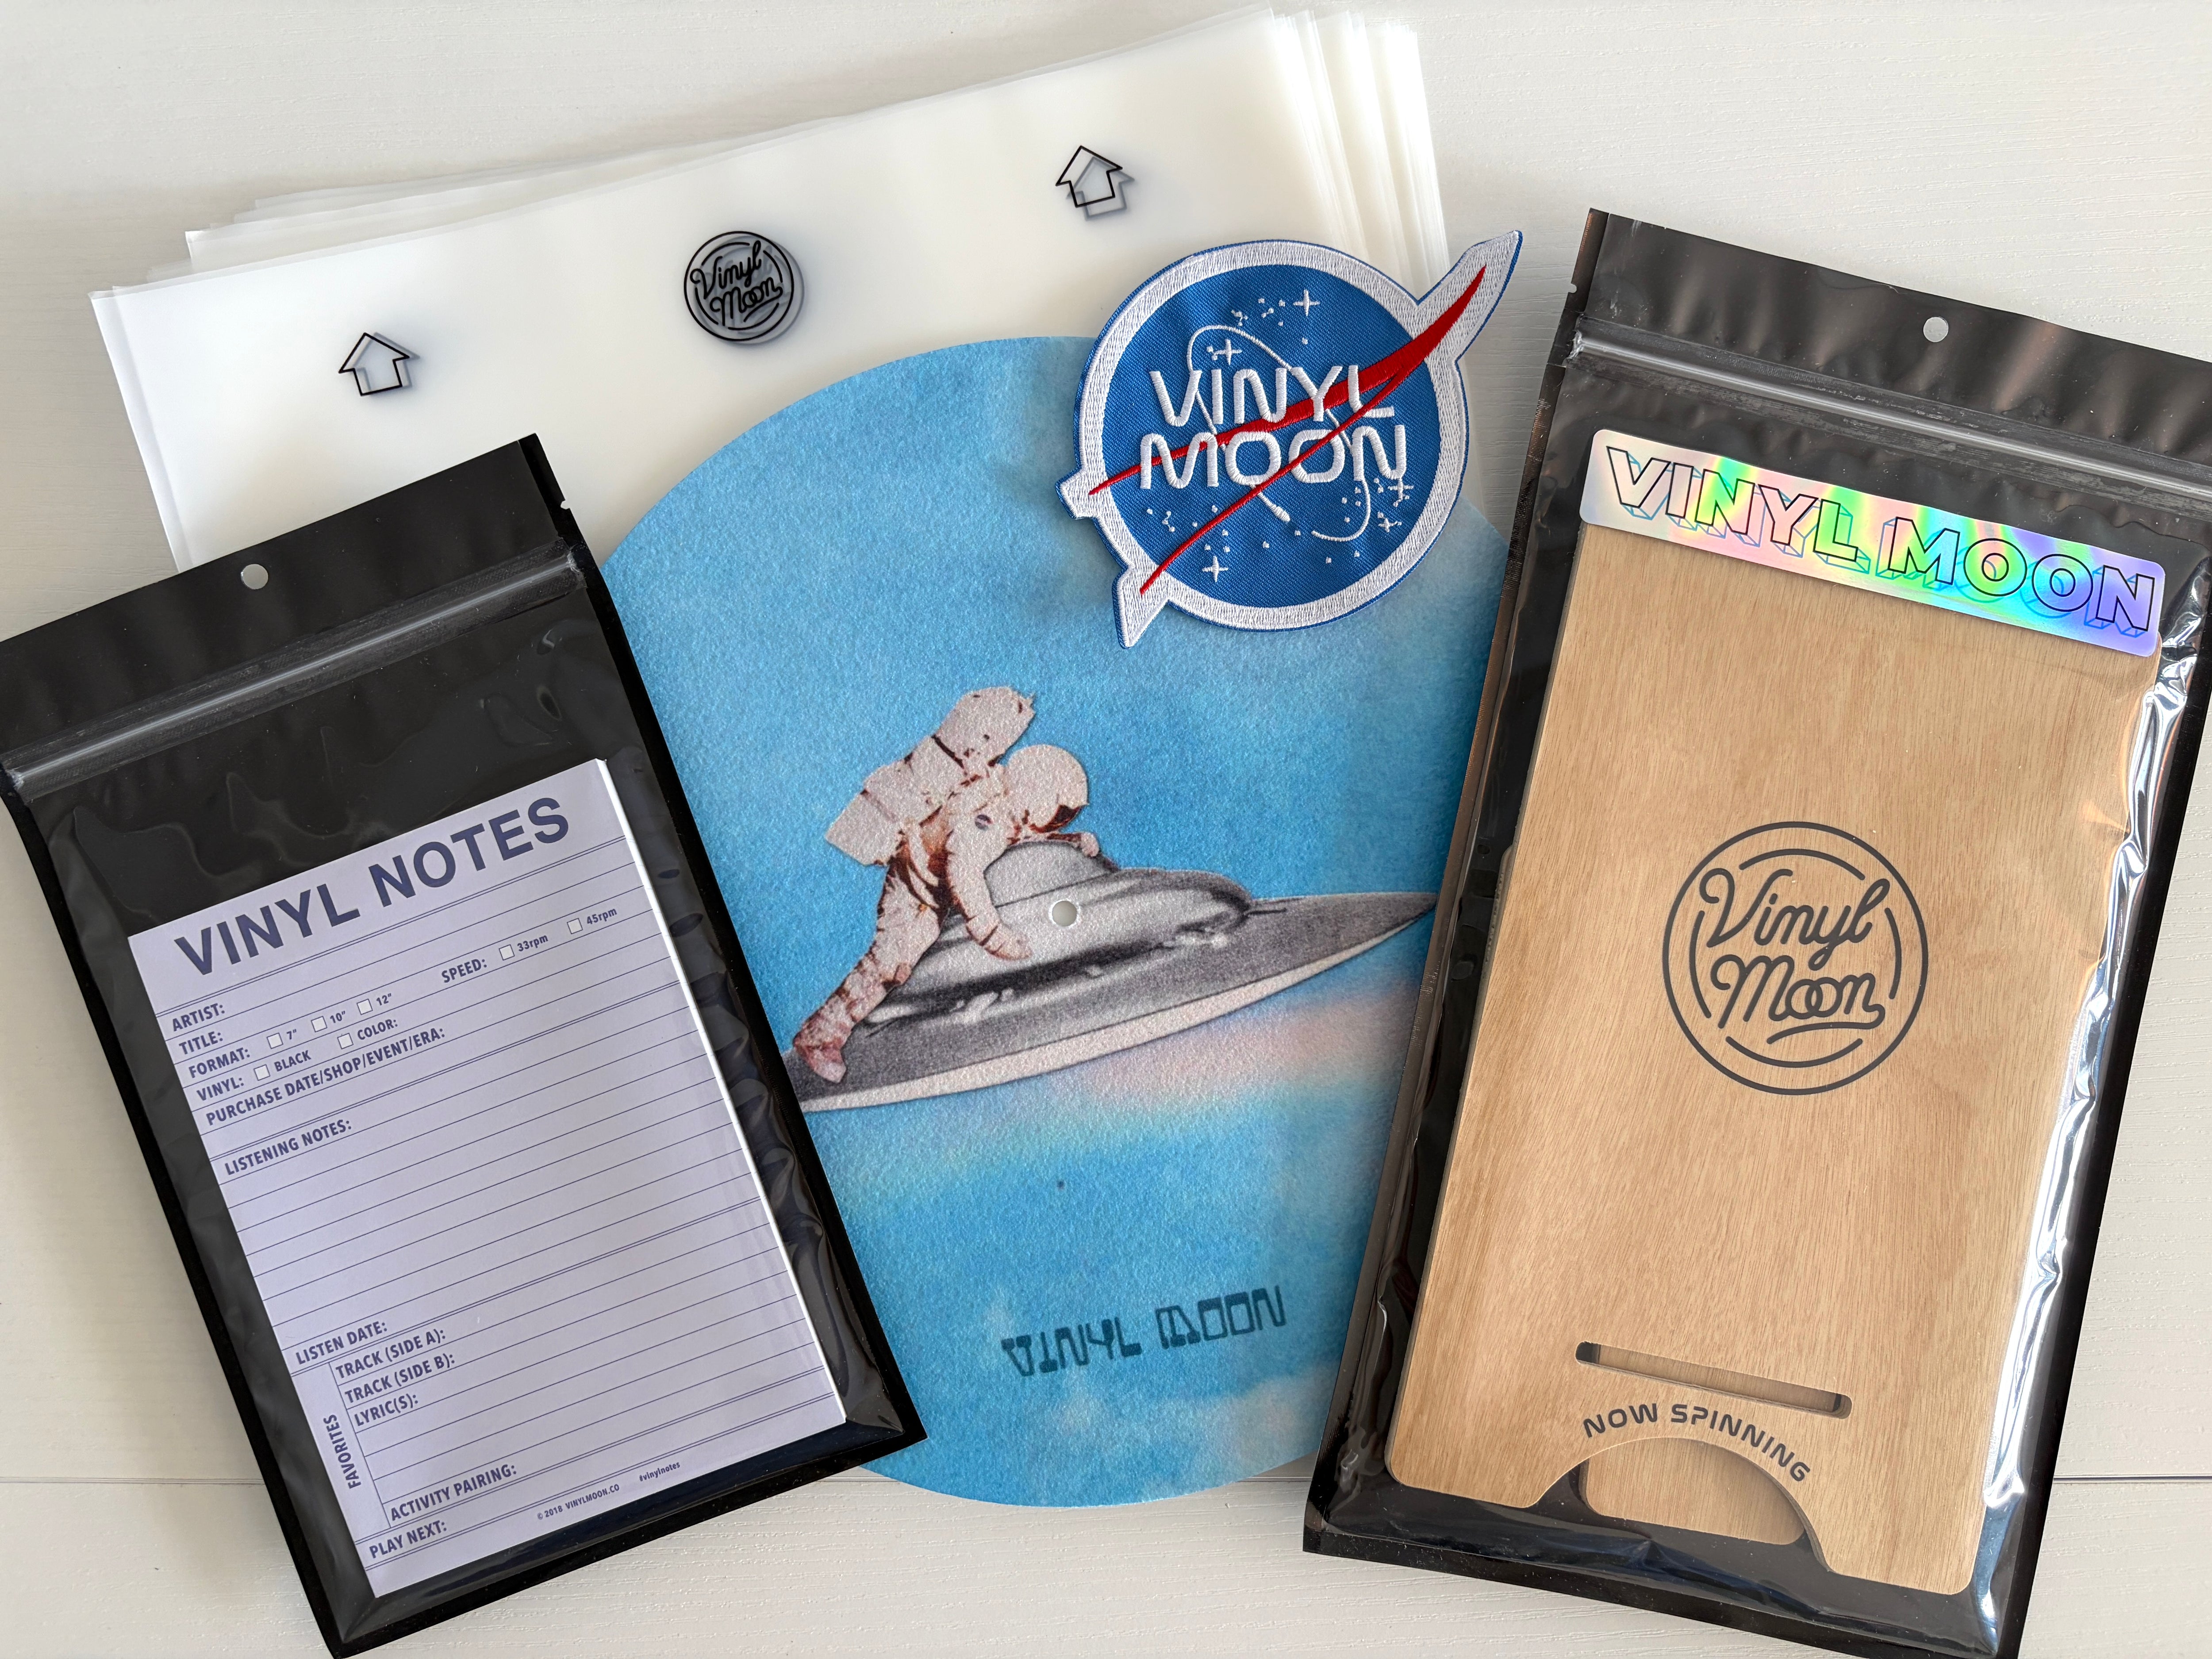 Vinyl
Moon
VINYL
MOON
VINYL MOON
VINYL NOTES
ARTIST:
TITLE:
FORMAT: 7" 10" 12" SPEED: 33rpm 45rpm
VINYL: BLACK COLOR:
PURCHASE DATE/SHOP/EVENT/ERA:
LISTENING NOTES:
LISTEN DATE:
FAVORITES
TRACK (SIDE A):
TRACK (SIDE B):
LYRIC(S):
ACTIVITY PAIRING:
PLAY NEXT:
© 2018 VINYLMOON.CO #vinylnotes
VINYL MOON
Vinyl
Moon
NOW SPINNING